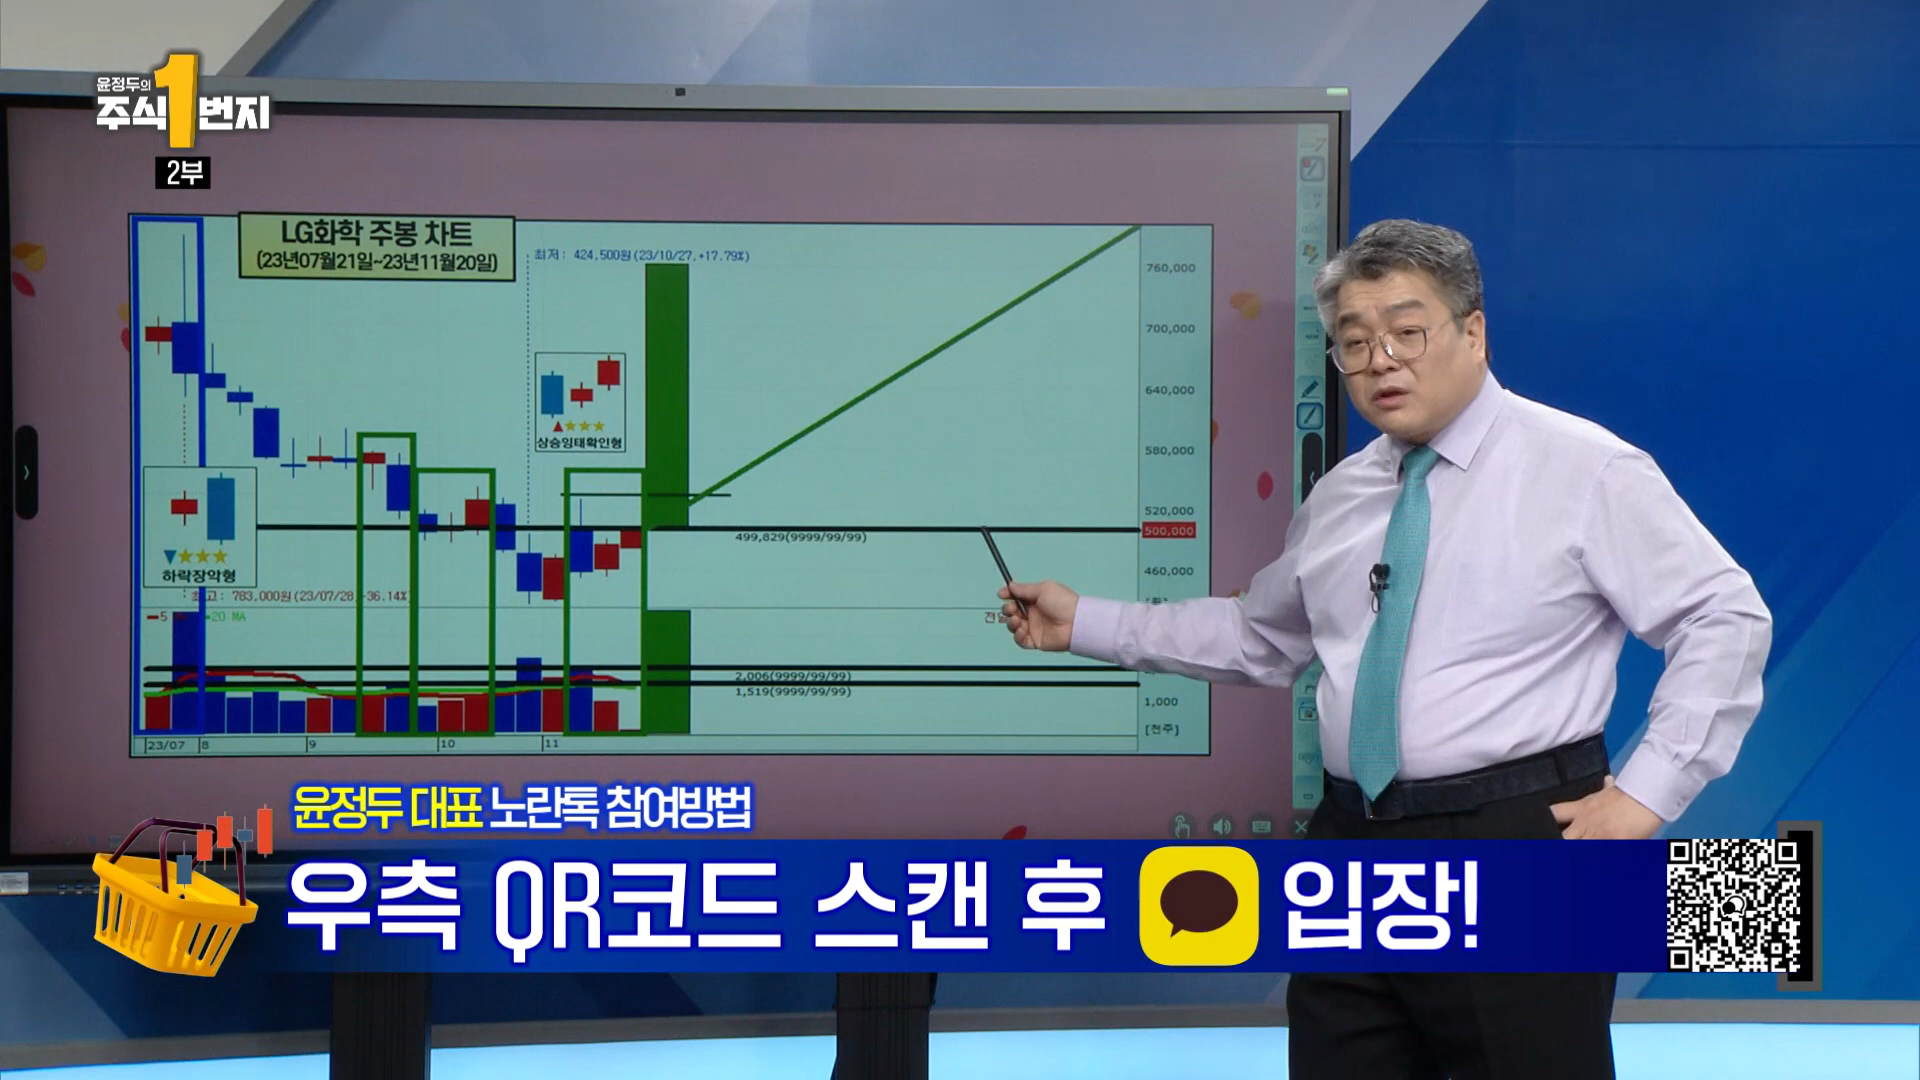 윤정두의
주식1번지
2부
LG화학 주봉 차트
(23년07월21일~23년11월20일)
최저: 424,500원(23/10/27,+17.79%)
760,000
700,000
640,000
580,000
520,000
500,000
460,000
상승잉태확인형
하락장악형
499,829(9999/99/99)
최고: 783,000원(23/07/28,-36.14%)
5
20 MA
2,006(9999/99/99)
1,519(9999/99/99)
1,000
[천주]
23/07
8
9
10
11
윤정두 대표 노란톡 참여방법
우측 QR코드 스캔 후 입장!